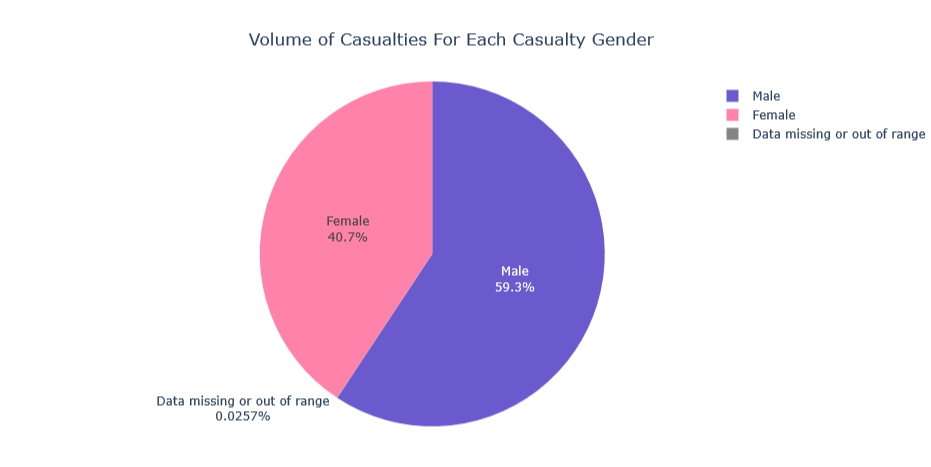 Volume of Casualties For Each Casualty Gender
Male
Female
Data missing or out of range
Female
40.7%
Male
59.3%
Data missing or out of range
0.0257%